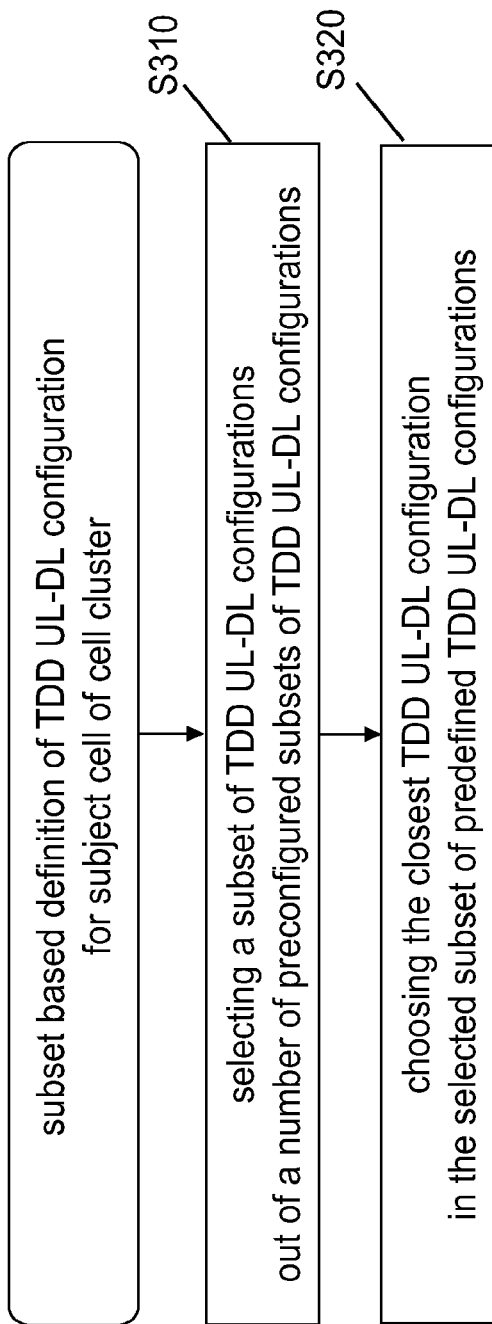 subset based definition of TDD UL-DL configuration
for subject cell of cell cluster
S310
selecting a subset of TDD UL-DL configurations
out of a number of preconfigured subsets of TDD UL-DL configurations
S320
choosing the closest TDD UL-DL configuration
in the selected subset of predefined TDD UL-DL configurations